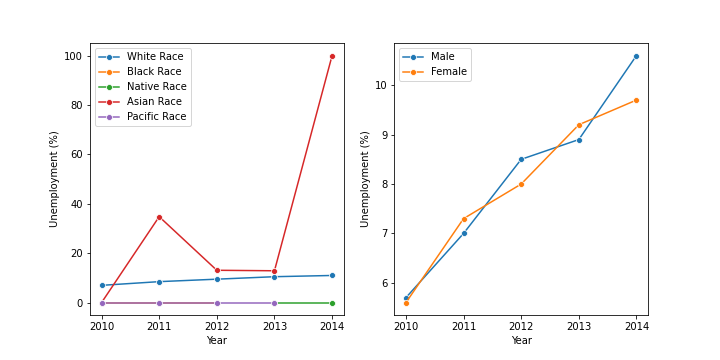 White Race
Black Race
Native Race
Asian Race
Pacific Race
100
80
60
40
20
0
Unemployment (%)
2010 2011 2012 2013 2014
Year
Male
Female
10
9
8
7
6
Unemployment (%)
2010 2011 2012 2013 2014
Year